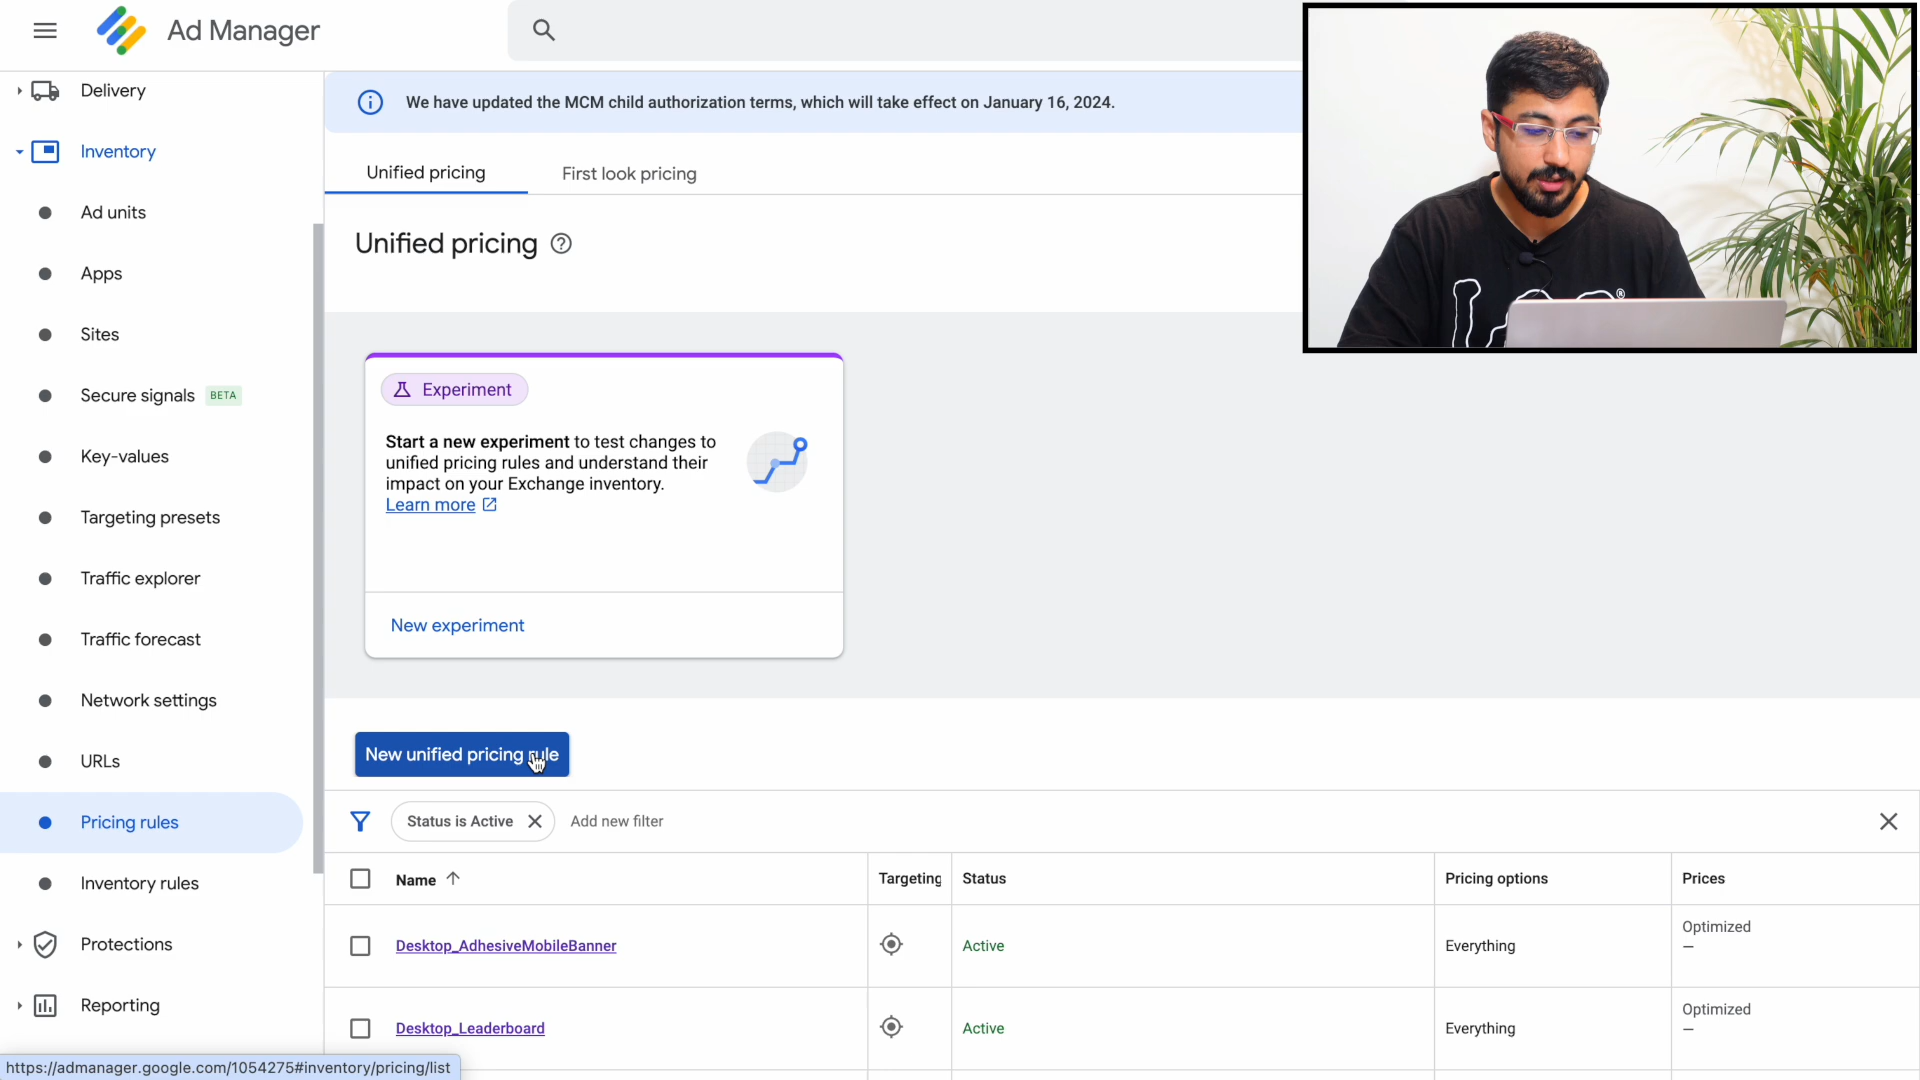 Ad Manager
Delivery
Inventory
Ad units
Apps
Sites
Secure signals BETA
Key-values
Targeting presets
Traffic explorer
Traffic forecast
Network settings
URLs
Pricing rules
Inventory rules
Protections
Reporting
https://admanager.google.com/1054275#inventory/pricing/list
We have updated the MCM child authorization terms, which will take effect on January 16, 2024.
Unified pricing First look pricing
Unified pricing
Experiment
Start a new experiment to test changes to
unified pricing rules and understand their
impact on your Exchange inventory.
Learn more
New experiment
New unified pricing rule
Status is Active Add new filter
Name Targeting Status Pricing options Prices
Desktop_AdhesiveMobileBanner Active Everything Optimized
–
Desktop_Leaderboard Active Everything Optimized
–